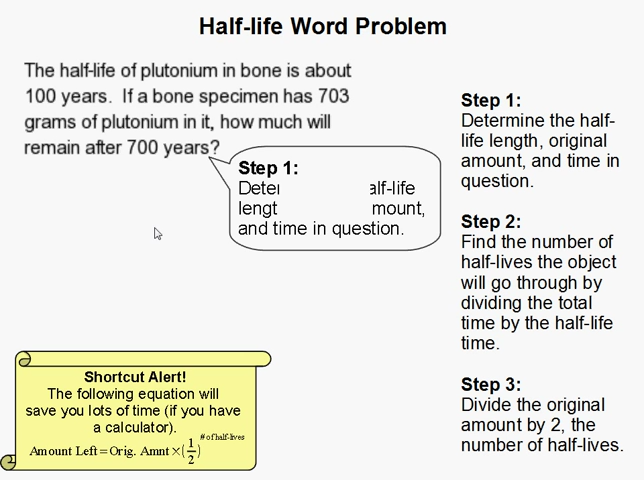 Half-life Word Problem
The half-life of plutonium in bone is about
100 years. If a bone specimen has 703
grams of plutonium in it, how much will
remain after 700 years?
Step 1:
alf-life
mount,
and time in question.
Shortcut Alert!
The following equation will
save you lots of time (if you have
a calculator).
Amount Left = Orig. Amnt × (1/2) # of half-lives
Step 1:
Determine the half-
life length, original
amount, and time in
question.
Step 2:
Find the number of
half-lives the object
will go through by
dividing the total
time by the half-life
time.
Step 3:
Divide the original
amount by 2, the
number of half-lives.